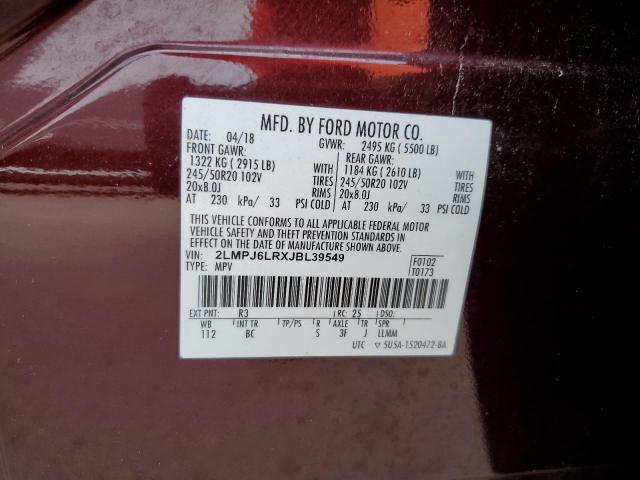 MFD. BY FORD MOTOR CO.
DATE: 04/18 GVWR: 2495 KG ( 5500 LB)
FRONT GAWR: REAR GAWR:
1322 KG ( 2915 LB) WITH 1184 KG ( 2610 LB) WITH
245/50R20 102V TIRES 245/50R20 102V TIRES
20x8.0J RIMS 20x8.0J RIMS
AT 230 kPa/ 33 PSI COLD AT 230 kPa/ 33 PSI COLD
THIS VEHICLE CONFORMS TO ALL APPLICABLE FEDERAL MOTOR
VEHICLE SAFETY AND THEFT PREVENTION STANDARDS IN
EFFECT ON THE DATE OF MANUFACTURE SHOWN ABOVE.
VIN: 2LMPJ6LRXJBL39549 F0102
TYPE: MPV T0173
EXT PNT: R3 RC: 25 DSO:
WB INT TR TP/PS R AXLE TR SPR
112 BC S 3F J LLMM
UTC ▽5U5A-1520472-BA